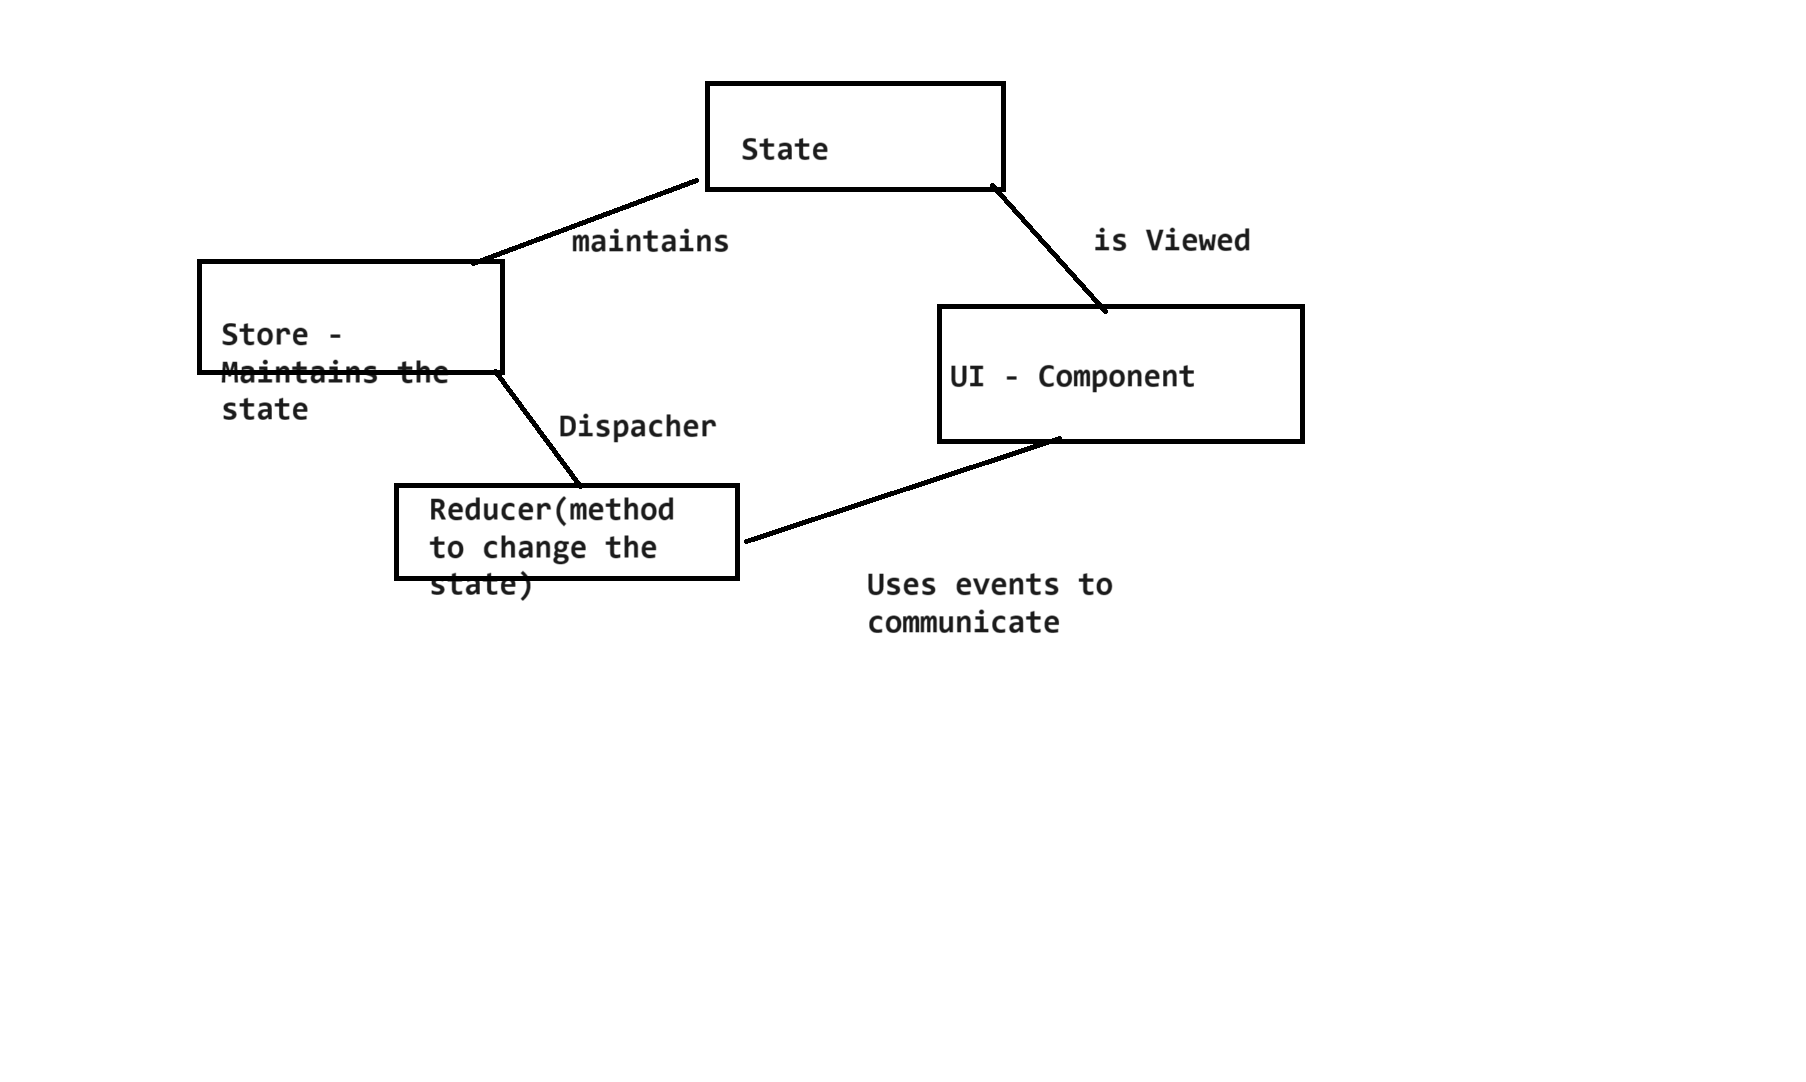 State
maintains
is Viewed
Store -
Maintains the
state
UI - Component
Dispacher
Reducer(method
to change the
state)
Uses events to
communicate